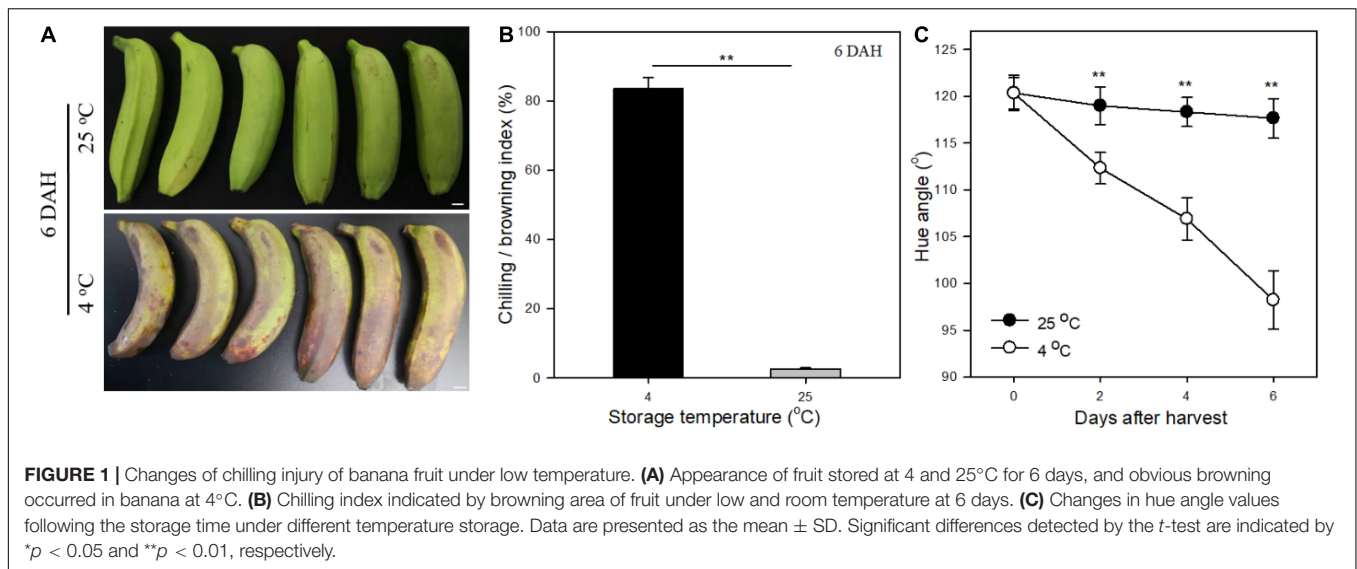 A
6 DAH
25 °C
4 °C
B
100
80
60
40
20
0
Chilling / browning index (%)
6 DAH
**
4
25
Storage temperature (°C)
C
125
120
115
110
105
100
95
90
Hue angle (°)
**
**
**
25 °C
4 °C
0
2
4
6
Days after harvest
FIGURE 1 | Changes of chilling injury of banana fruit under low temperature. (A) Appearance of fruit stored at 4 and 25°C for 6 days, and obvious browning
occurred in banana at 4°C. (B) Chilling index indicated by browning area of fruit under low and room temperature at 6 days. (C) Changes in hue angle values
following the storage time under different temperature storage. Data are presented as the mean ± SD. Significant differences detected by the t-test are indicated by
*p < 0.05 and **p < 0.01, respectively.